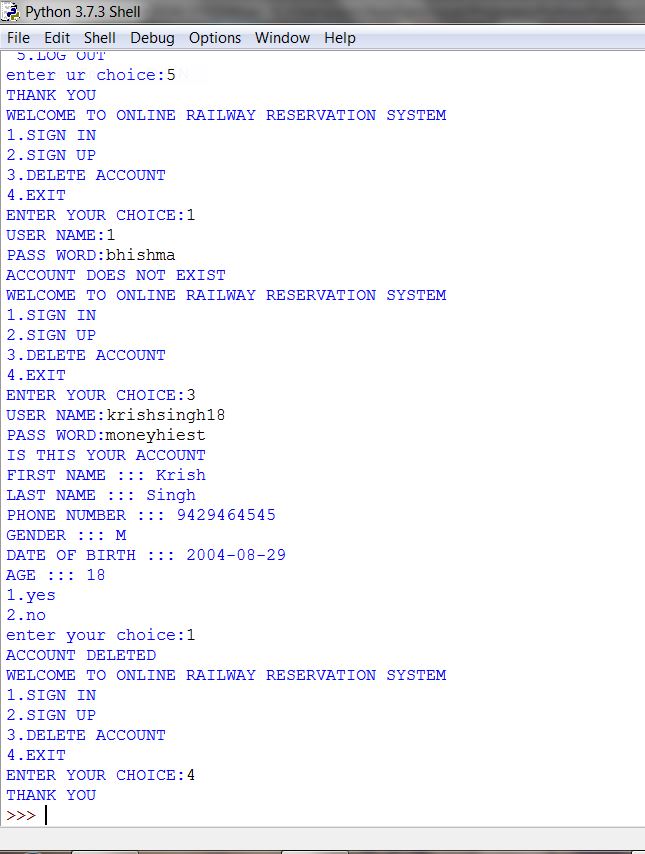 Python 3.7.3 Shell
File Edit Shell Debug Options Window Help
5.LOG OUT
enter ur choice:5
THANK YOU
WELCOME TO ONLINE RAILWAY RESERVATION SYSTEM
1.SIGN IN
2.SIGN UP
3.DELETE ACCOUNT
4.EXIT
ENTER YOUR CHOICE:1
USER NAME:1
PASS WORD:bhishma
ACCOUNT DOES NOT EXIST
WELCOME TO ONLINE RAILWAY RESERVATION SYSTEM
1.SIGN IN
2.SIGN UP
3.DELETE ACCOUNT
4.EXIT
ENTER YOUR CHOICE:3
USER NAME:krishsingh18
PASS WORD:moneyhiest
IS THIS YOUR ACCOUNT
FIRST NAME ::: Krish
LAST NAME ::: Singh
PHONE NUMBER ::: 9429464545
GENDER ::: M
DATE OF BIRTH ::: 2004-08-29
AGE ::: 18
1.yes
2.no
enter your choice:1
ACCOUNT DELETED
WELCOME TO ONLINE RAILWAY RESERVATION SYSTEM
1.SIGN IN
2.SIGN UP
3.DELETE ACCOUNT
4.EXIT
ENTER YOUR CHOICE:4
THANK YOU
>>>